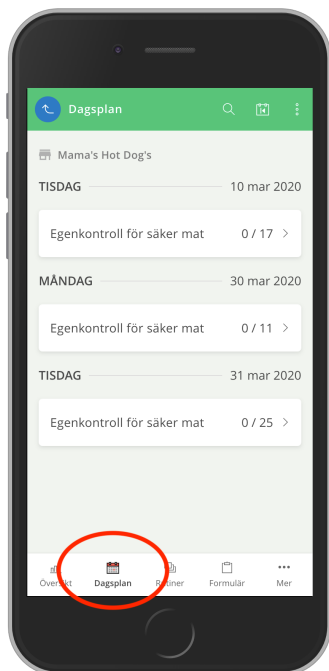 Dagsplan
14
Mama's Hot Dog's
TISDAG 10 mar 2020
Egenkontroll för säker mat 0 / 17 >
MÅNDAG 30 mar 2020
Egenkontroll för säker mat 0 / 11 >
TISDAG 31 mar 2020
Egenkontroll för säker mat 0 / 25 >
Översikt Dagsplan Rutiner Formulär Mer